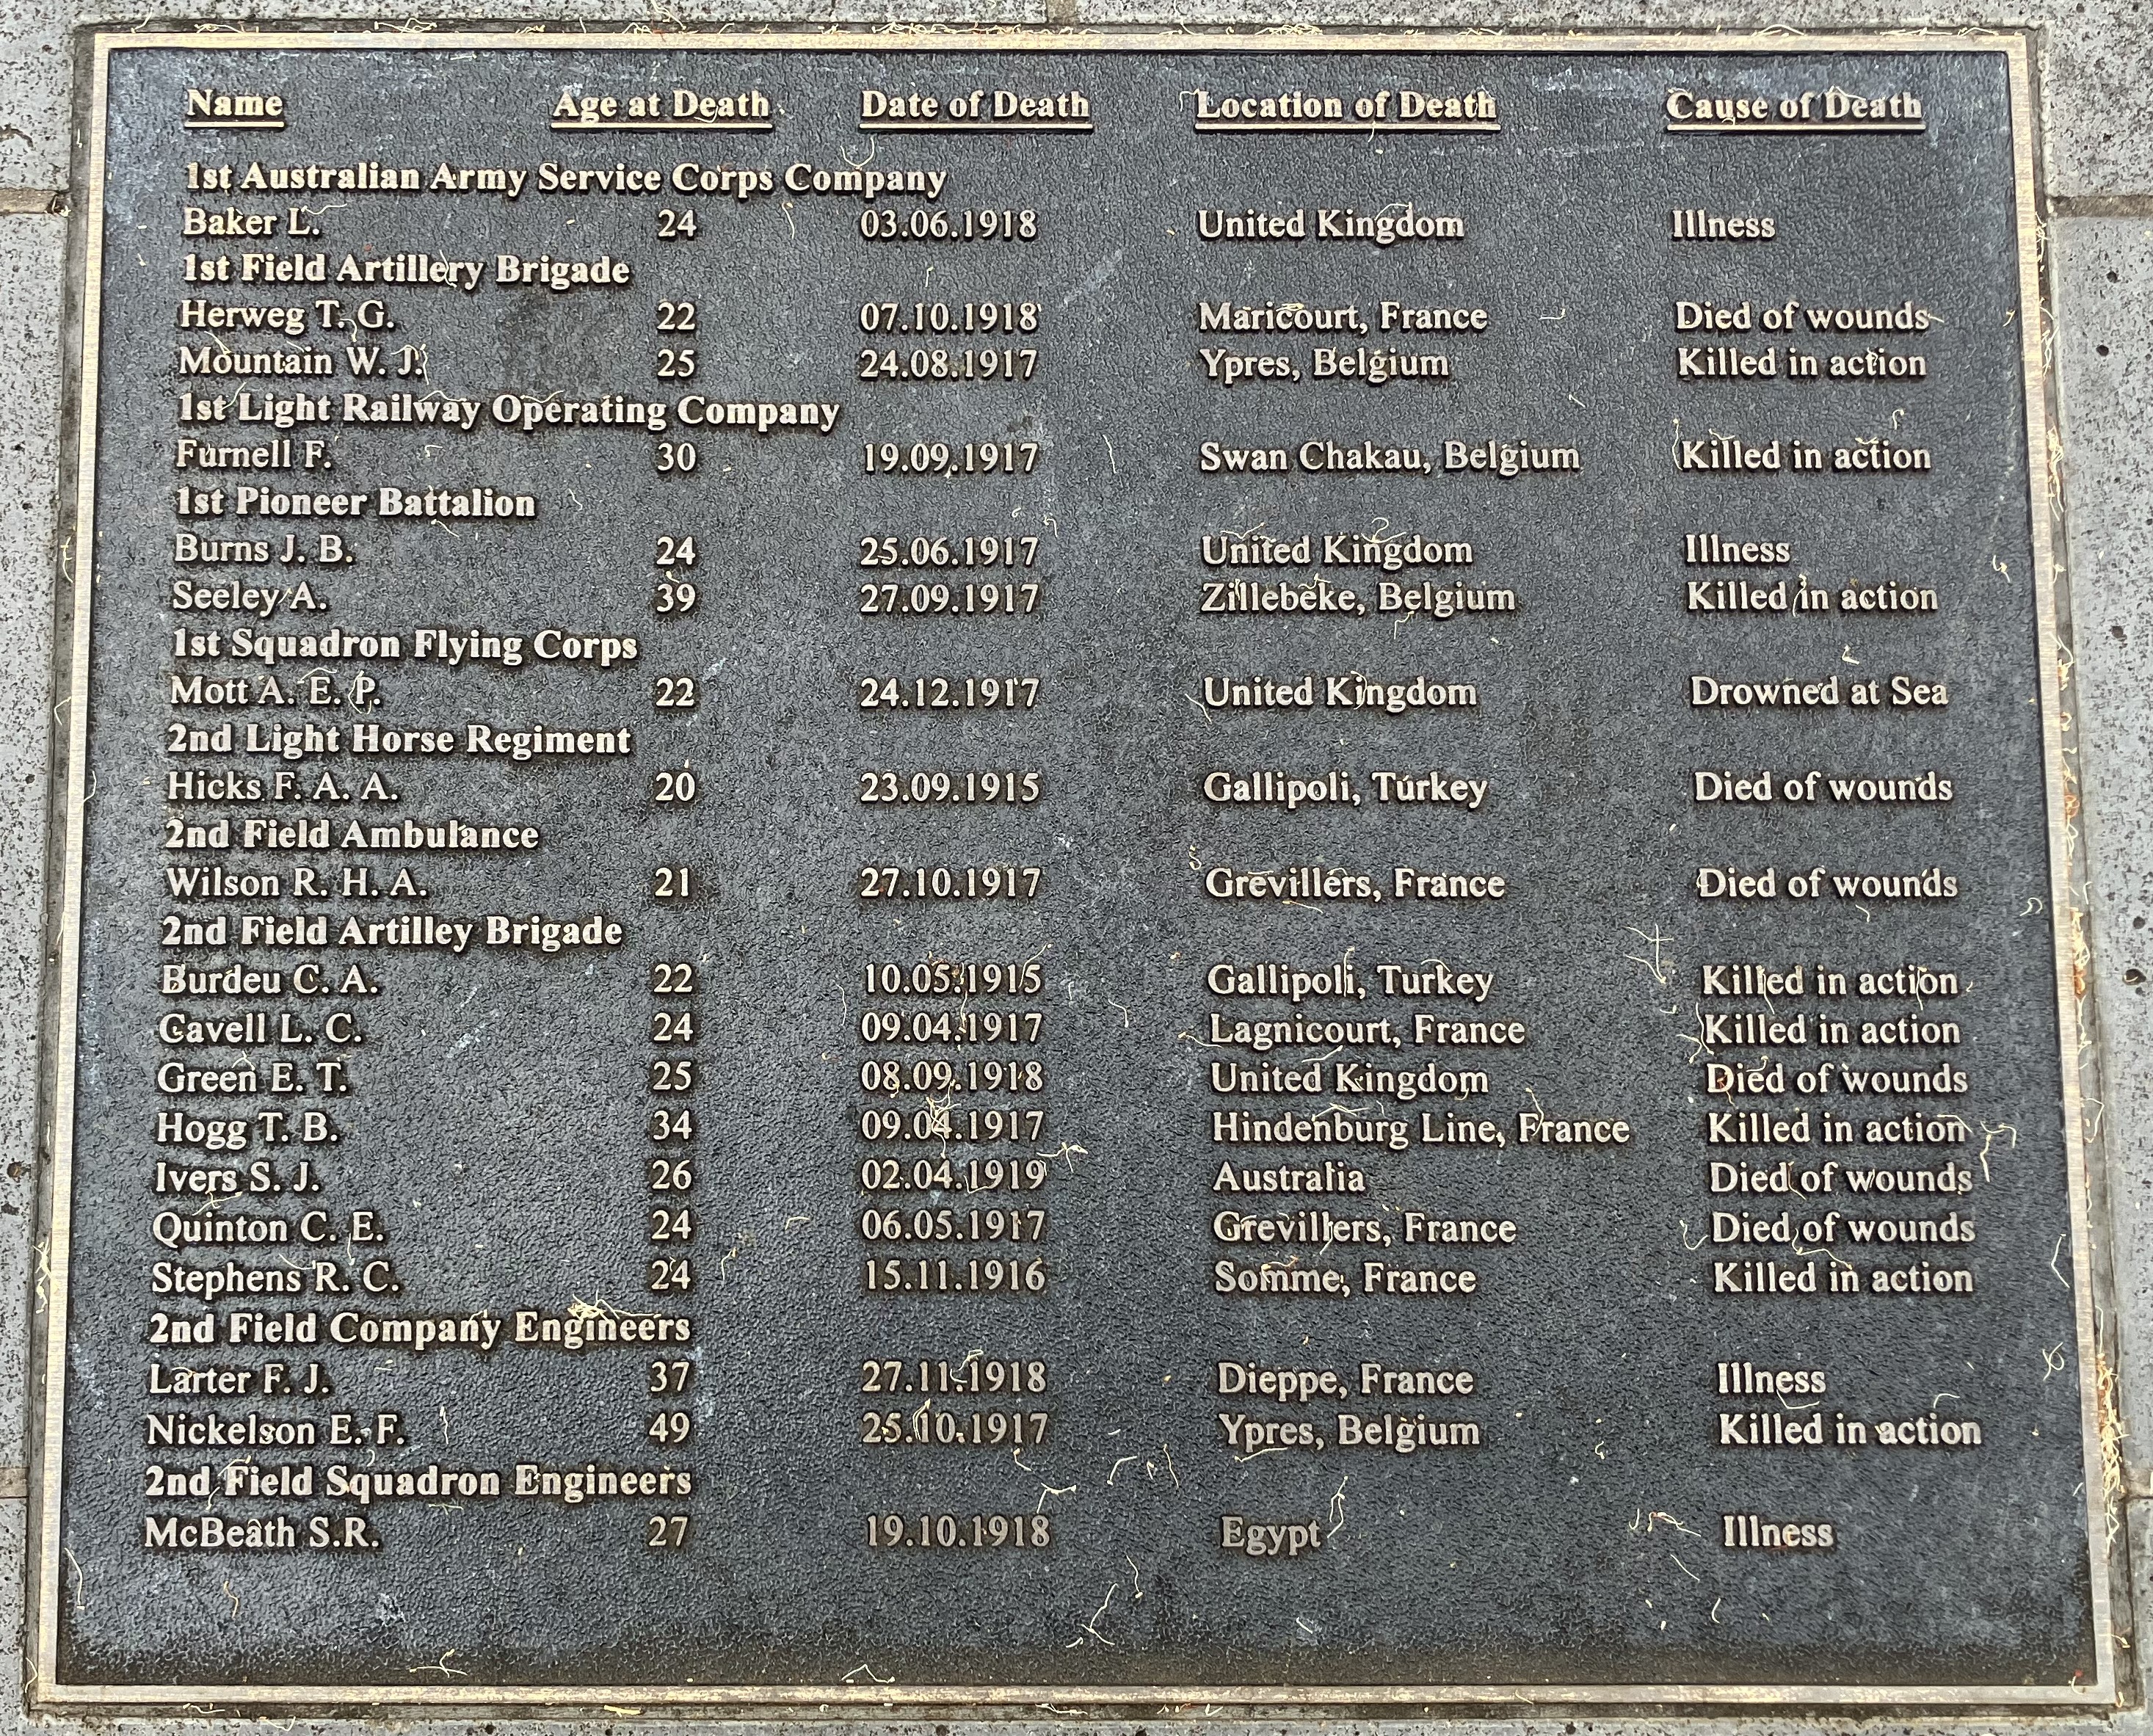 Name Age at Death Date of Death Location of Death Cause of Death
1st Australian Army Service Corps Company
Baker L. 24 03.06.1918 United Kingdom Illness
1st Field Artillery Brigade
Herweg T. G. 22 07.10.1918 Maricourt, France Died of wounds
Mountain W. J. 25 24.08.1917 Ypres, Belgium Killed in action
1st Light Railway Operating Company
Furnell F. 30 19.09.1917 Swan Chakau, Belgium Killed in action
1st Pioneer Battalion
Burns J. B. 24 25.06.1917 United Kingdom Illness
Seeley A. 39 27.09.1917 Zillebeke, Belgium Killed in action
1st Squadron Flying Corps
Mott A. E. P. 22 24.12.1917 United Kingdom Drowned at Sea
2nd Light Horse Regiment
Hicks F. A. A. 20 23.09.1915 Gallipoli, Turkey Died of wounds
2nd Field Ambulance
Wilson R. H. A. 21 27.10.1917 Grevillers, France Died of wounds
2nd Field Artilley Brigade
Burdeu C. A. 22 10.05.1915 Gallipoli, Turkey Killed in action
Cavell L. C. 24 09.04.1917 Lagnicourt, France Killed in action
Green E. T. 25 08.09.1918 United Kingdom Died of wounds
Hogg T. B. 34 09.04.1917 Hindenburg Line, France Killed in action
Ivers S. J. 26 02.04.1919 Australia Died of wounds
Quinton C. E. 24 06.05.1917 Grevillers, France Died of wounds
Stephens R. C. 24 15.11.1916 Somme, France Killed in action
2nd Field Company Engineers
Larter F. J. 37 27.11.1918 Dieppe, France Illness
Nickelson E. F. 49 25.10.1917 Ypres, Belgium Killed in action
2nd Field Squadron Engineers
McBeath S.R. 27 19.10.1918 Egypt Illness